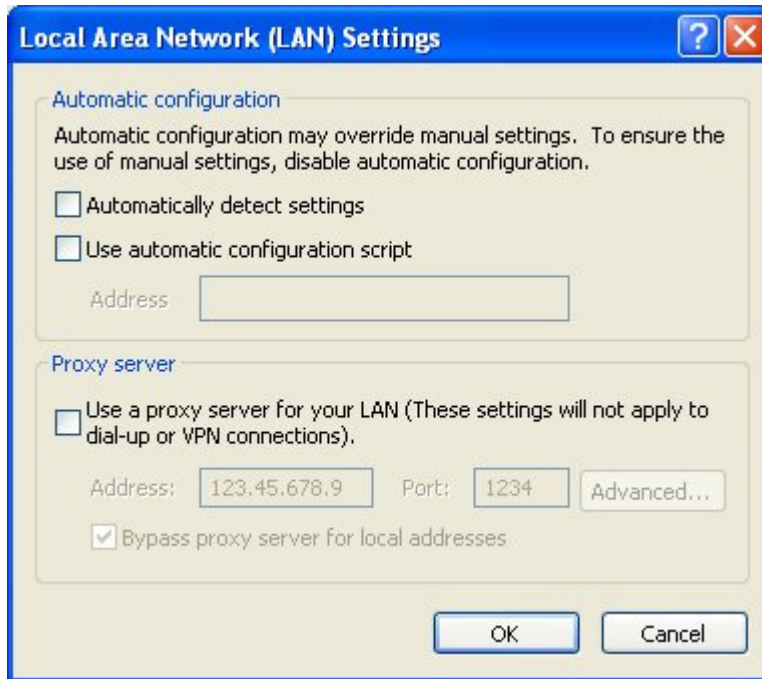 Local Area Network (LAN) Settings
Automatic configuration
Automatic configuration may override manual settings.  To ensure the
use of manual settings, disable automatic configuration.
Automatically detect settings
Use automatic configuration script
Address
Proxy server
Use a proxy server for your LAN (These settings will not apply to
dial-up or VPN connections).
Address: 123.45.678.9 Port: 1234 Advanced...
Bypass proxy server for local addresses
OK Cancel